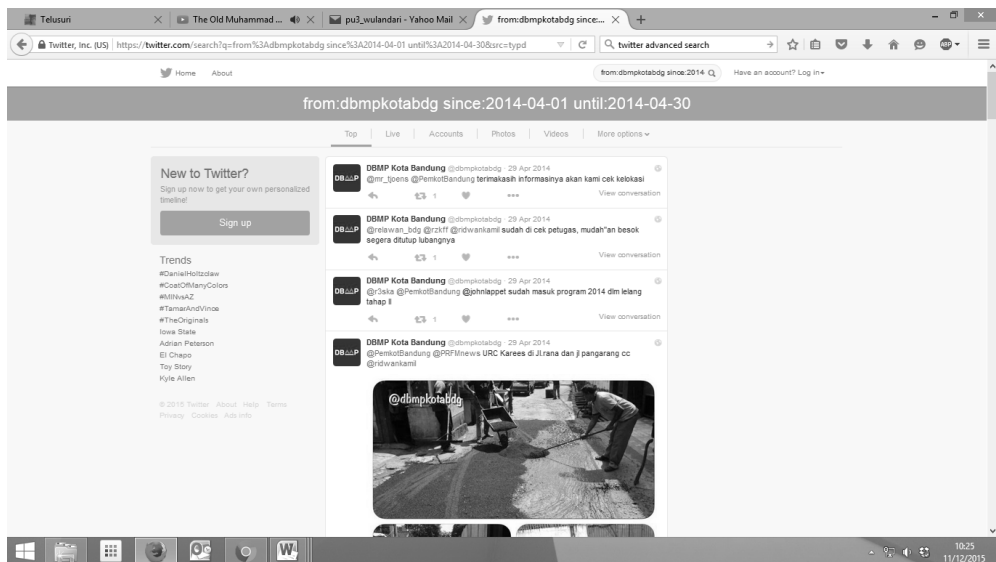 Telusuri
The Old Muhammad ...
pu3_wulandari - Yahoo Mail
from:dbmpkotabdg since:...
Twitter, Inc. (US)
https://twitter.com/search?q=from%3Adbmpkotabdg since%3A2014-04-01 until%3A2014-04-30&src=typd
twitter advanced search
ABP
Home About
from:dbmpkotabdg since:2014
Have an account? Log in
from:dbmpkotabdg since:2014-04-01 until:2014-04-30
Top Live Accounts Photos Videos More options
New to Twitter?
Sign up now to get your own personalized
timeline!
Sign up
Trends
#DanielHoltzclaw
#CoatOfManyColors
#MINvsAZ
#TamarAndVince
#TheOriginals
Iowa State
Adrian Peterson
El Chapo
Toy Story
Kyle Allen
© 2015 Twitter About Help Terms
Privacy Cookies Ads info
DBMP Kota Bandung @dbmpkotabdg · 29 Apr 2014
@mr_tjoens @PemkotBandung terimakasih informasinya akan kami cek kelokasi
1
View conversation
DBMP Kota Bandung @dbmpkotabdg · 29 Apr 2014
@relawan_bdg @rzkff @ridwankamil sudah di cek petugas, mudah"an besok
segera ditutup lubangnya
1
View conversation
DBMP Kota Bandung @dbmpkotabdg · 29 Apr 2014
@r3ska @PemkotBandung @johnlappet sudah masuk program 2014 dlm lelang
tahap II
1
View conversation
DBMP Kota Bandung @dbmpkotabdg · 29 Apr 2014
@PemkotBandung @PRFMnews URC Karees di Jl.rana dan jl pangarang cc
@ridwankamil
@dbmpkotabdg
10:25
11/12/2015